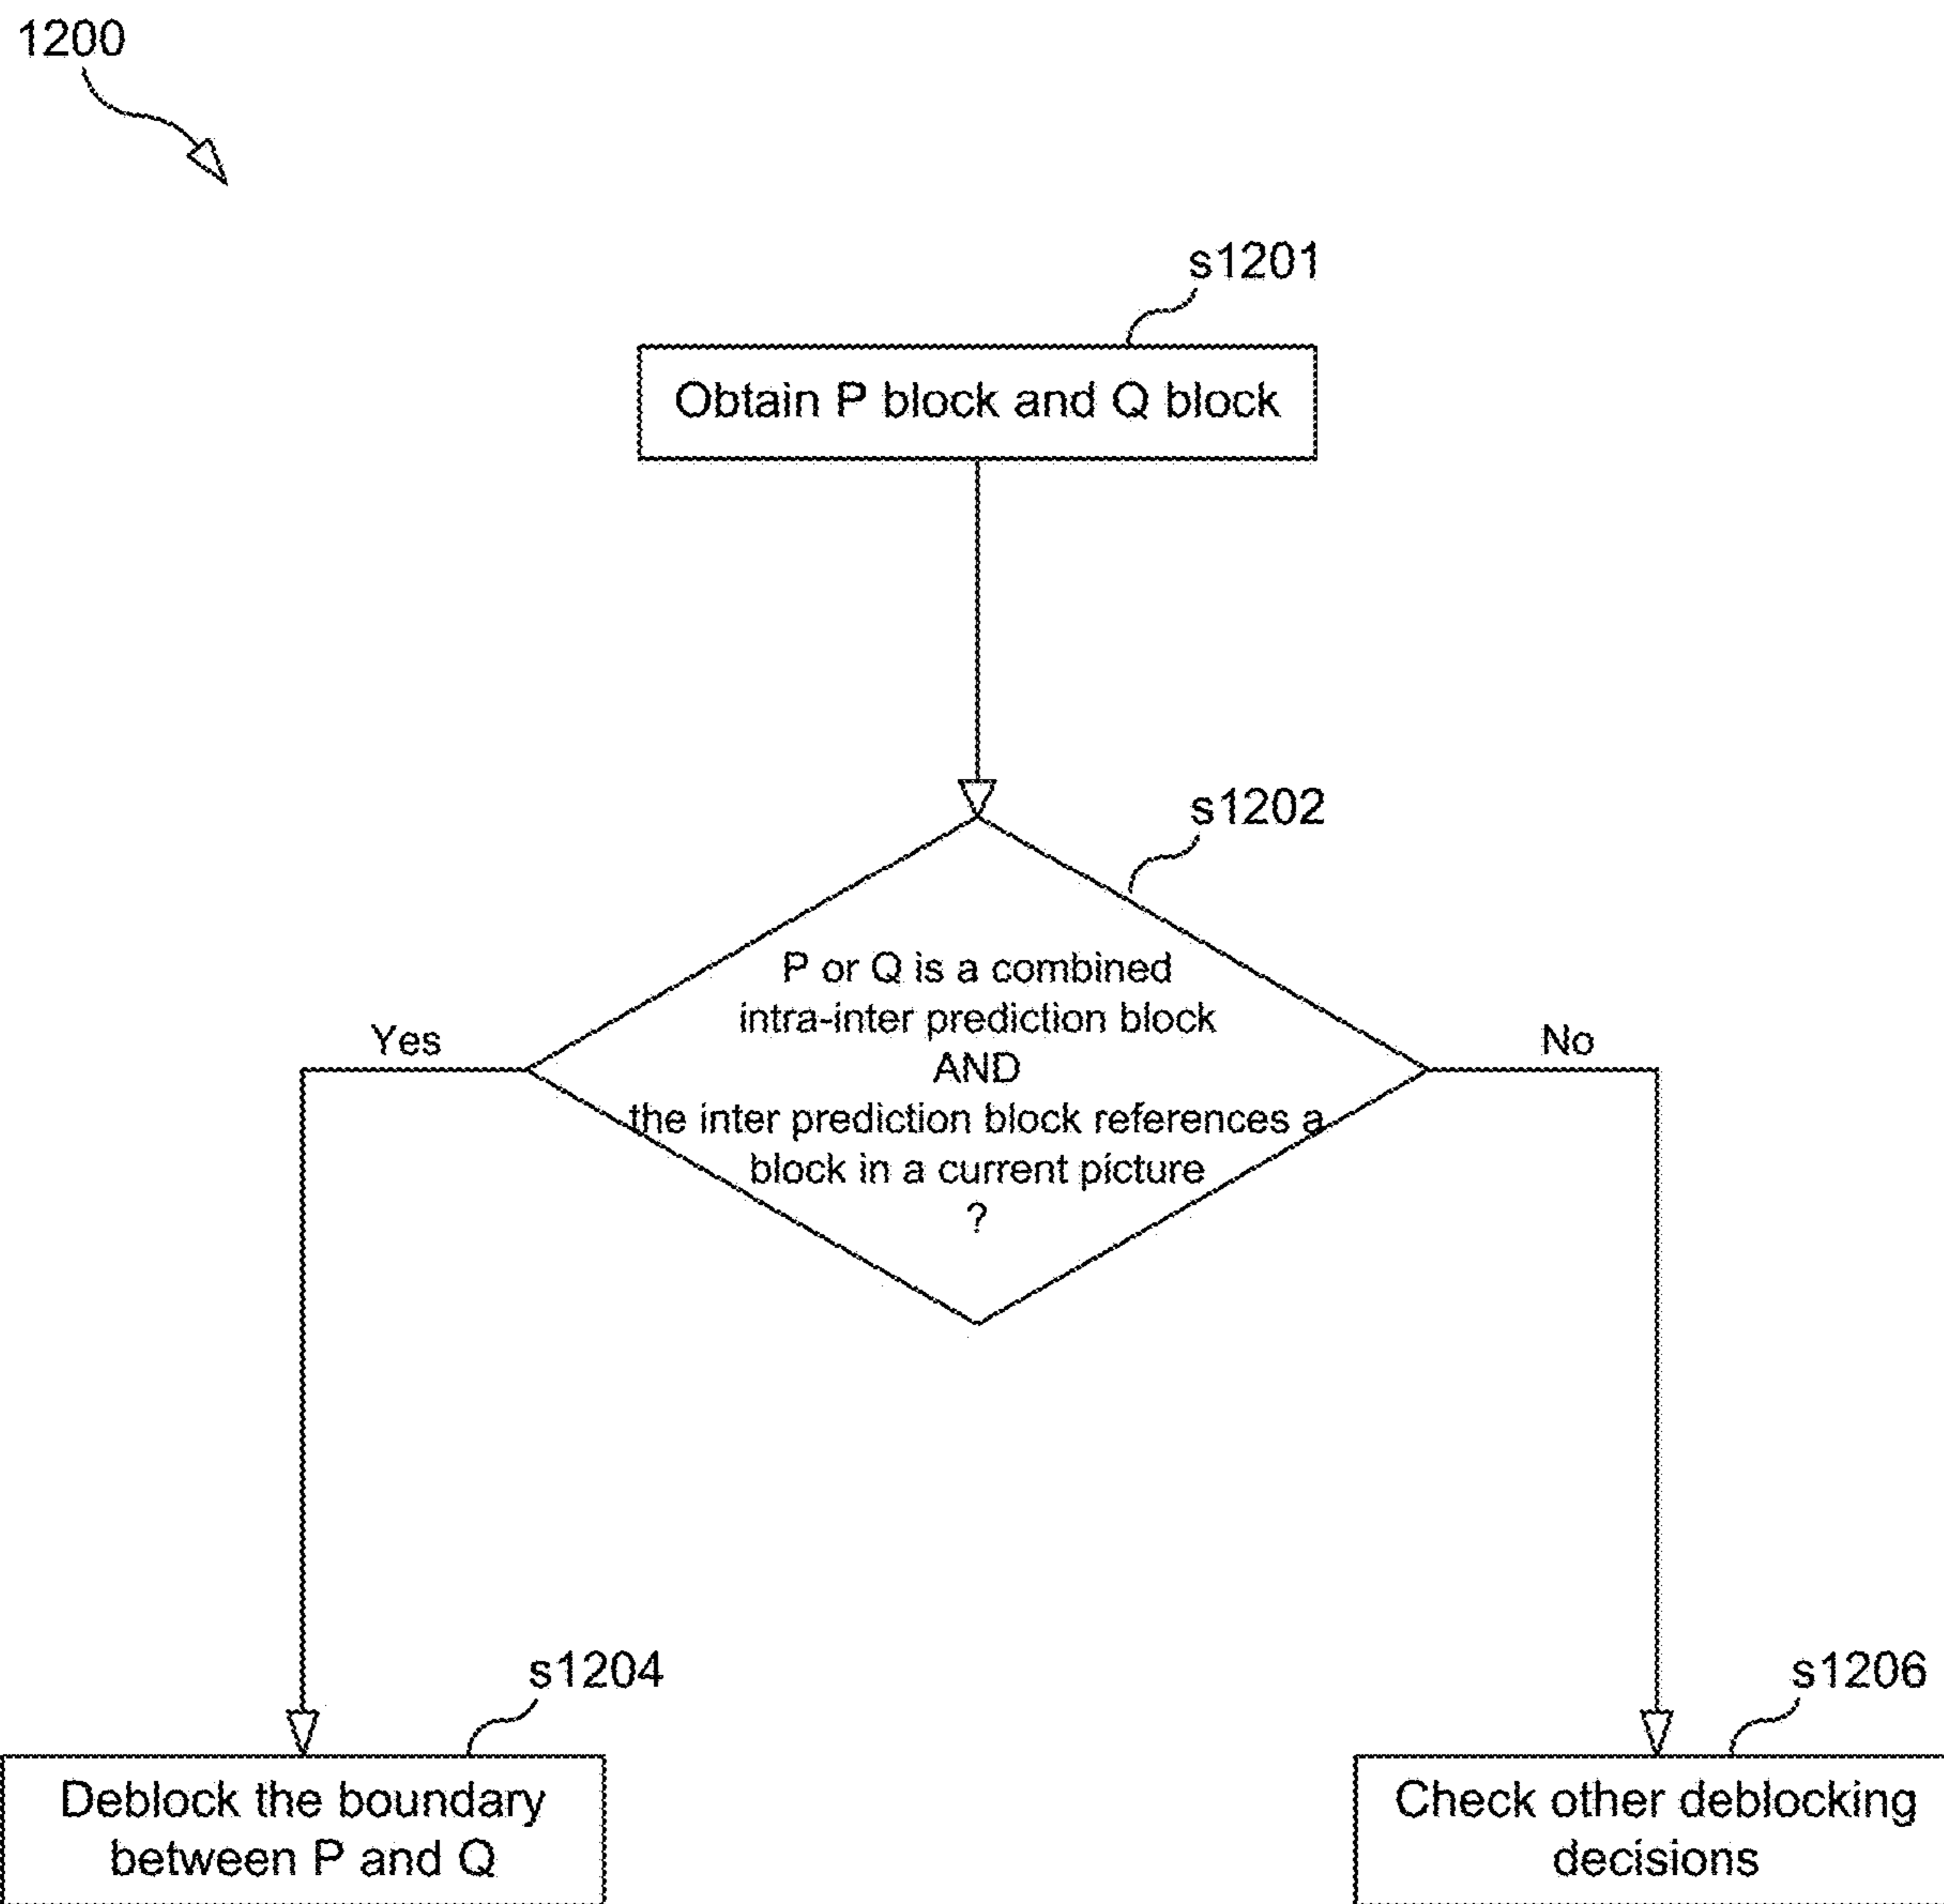 1200
s1201
Obtain P block and Q block
s1202
P or Q is a combined
intra-inter prediction block
AND
the inter prediction block references a
block in a current picture
?
Yes
No
s1204
Deblock the boundary
between P and Q
s1206
Check other deblocking
decisions